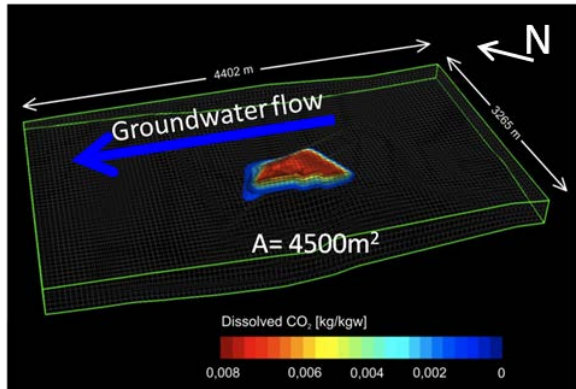 4402 m
N
3265 m
Groundwater flow
A= 4500m²
Dissolved CO₂ [kg/kgw]
0,008 0,006 0,004 0,002 0